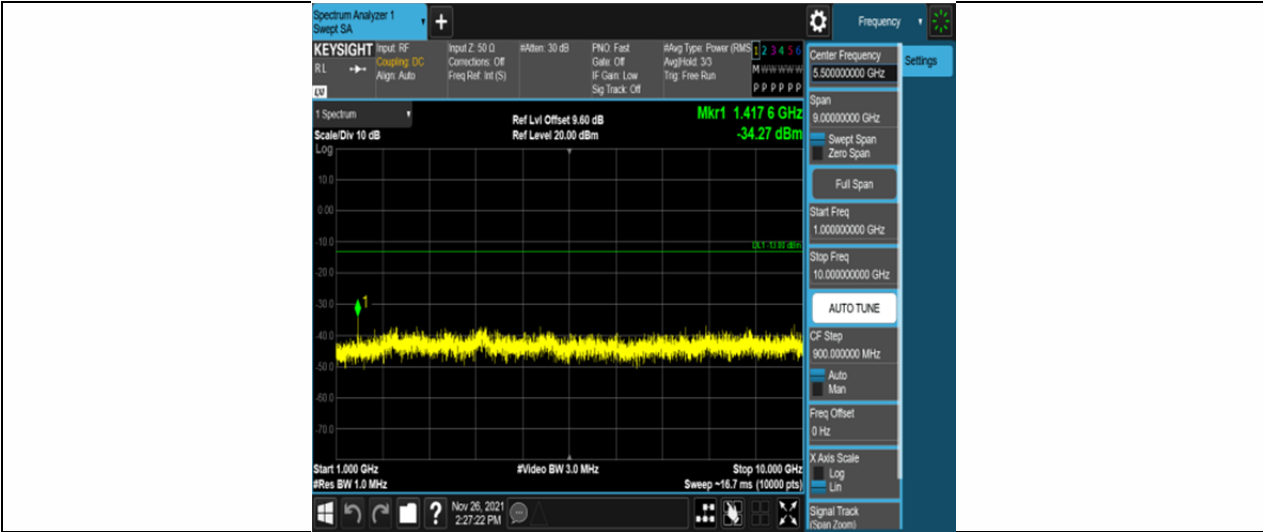 Spectrum Analyzer 1
Swept SA
+
Frequency
KEYSIGHT
RL
LV
Input: RF
Coupling: DC
Align: Auto
Input Z: 50 Ω
Corrections: Off
Freq Ref: Int (S)
#Atten: 30 dB
PNO: Fast
Gate: Off
IF Gain: Low
Sig Track: Off
#Avg Type: Power (RMS
Avg|Hold: 3/3
Trig: Free Run
1 2 3 4 5 6
M W W W W W
P P P P P P
1 Spectrum
Scale/Div 10 dB
Log
Ref Lvl Offset 9.60 dB
Ref Level 20.00 dBm
Mkr1 1.417 6 GHz
-34.27 dBm
10.0
0.00
-10.0
-20.0
-30.0
-40.0
-50.0
-60.0
-70.0
DL1 -13.00 dBm
1
Start 1.000 GHz
#Res BW 1.0 MHz
#Video BW 3.0 MHz
Stop 10.000 GHz
Sweep ~16.7 ms (10000 pts)
?
Nov 26, 2021
2:27:22 PM
Center Frequency
5.500000000 GHz
Settings
Span
9.00000000 GHz
Swept Span
Zero Span
Full Span
Start Freq
1.000000000 GHz
Stop Freq
10.000000000 GHz
AUTO TUNE
CF Step
900.000000 MHz
Auto
Man
Freq Offset
0 Hz
X Axis Scale
Log
Lin
Signal Track
(Span Zoom)